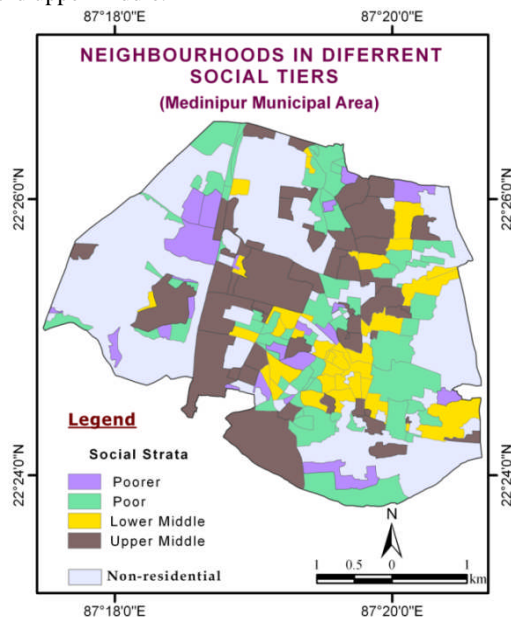 87°18'0"E 87°20'0"E
NEIGHBOURHOODS IN DIFERRENT
SOCIAL TIERS
(Medinipur Municipal Area)
22°26'0"N 22°26'0"N
Legend
Social Strata
Poorer
Poor
Lower Middle
Upper Middle
Non-residential
22°24'0"N 22°24'0"N
N
1 0.5 0 1
km
87°18'0"E 87°20'0"E